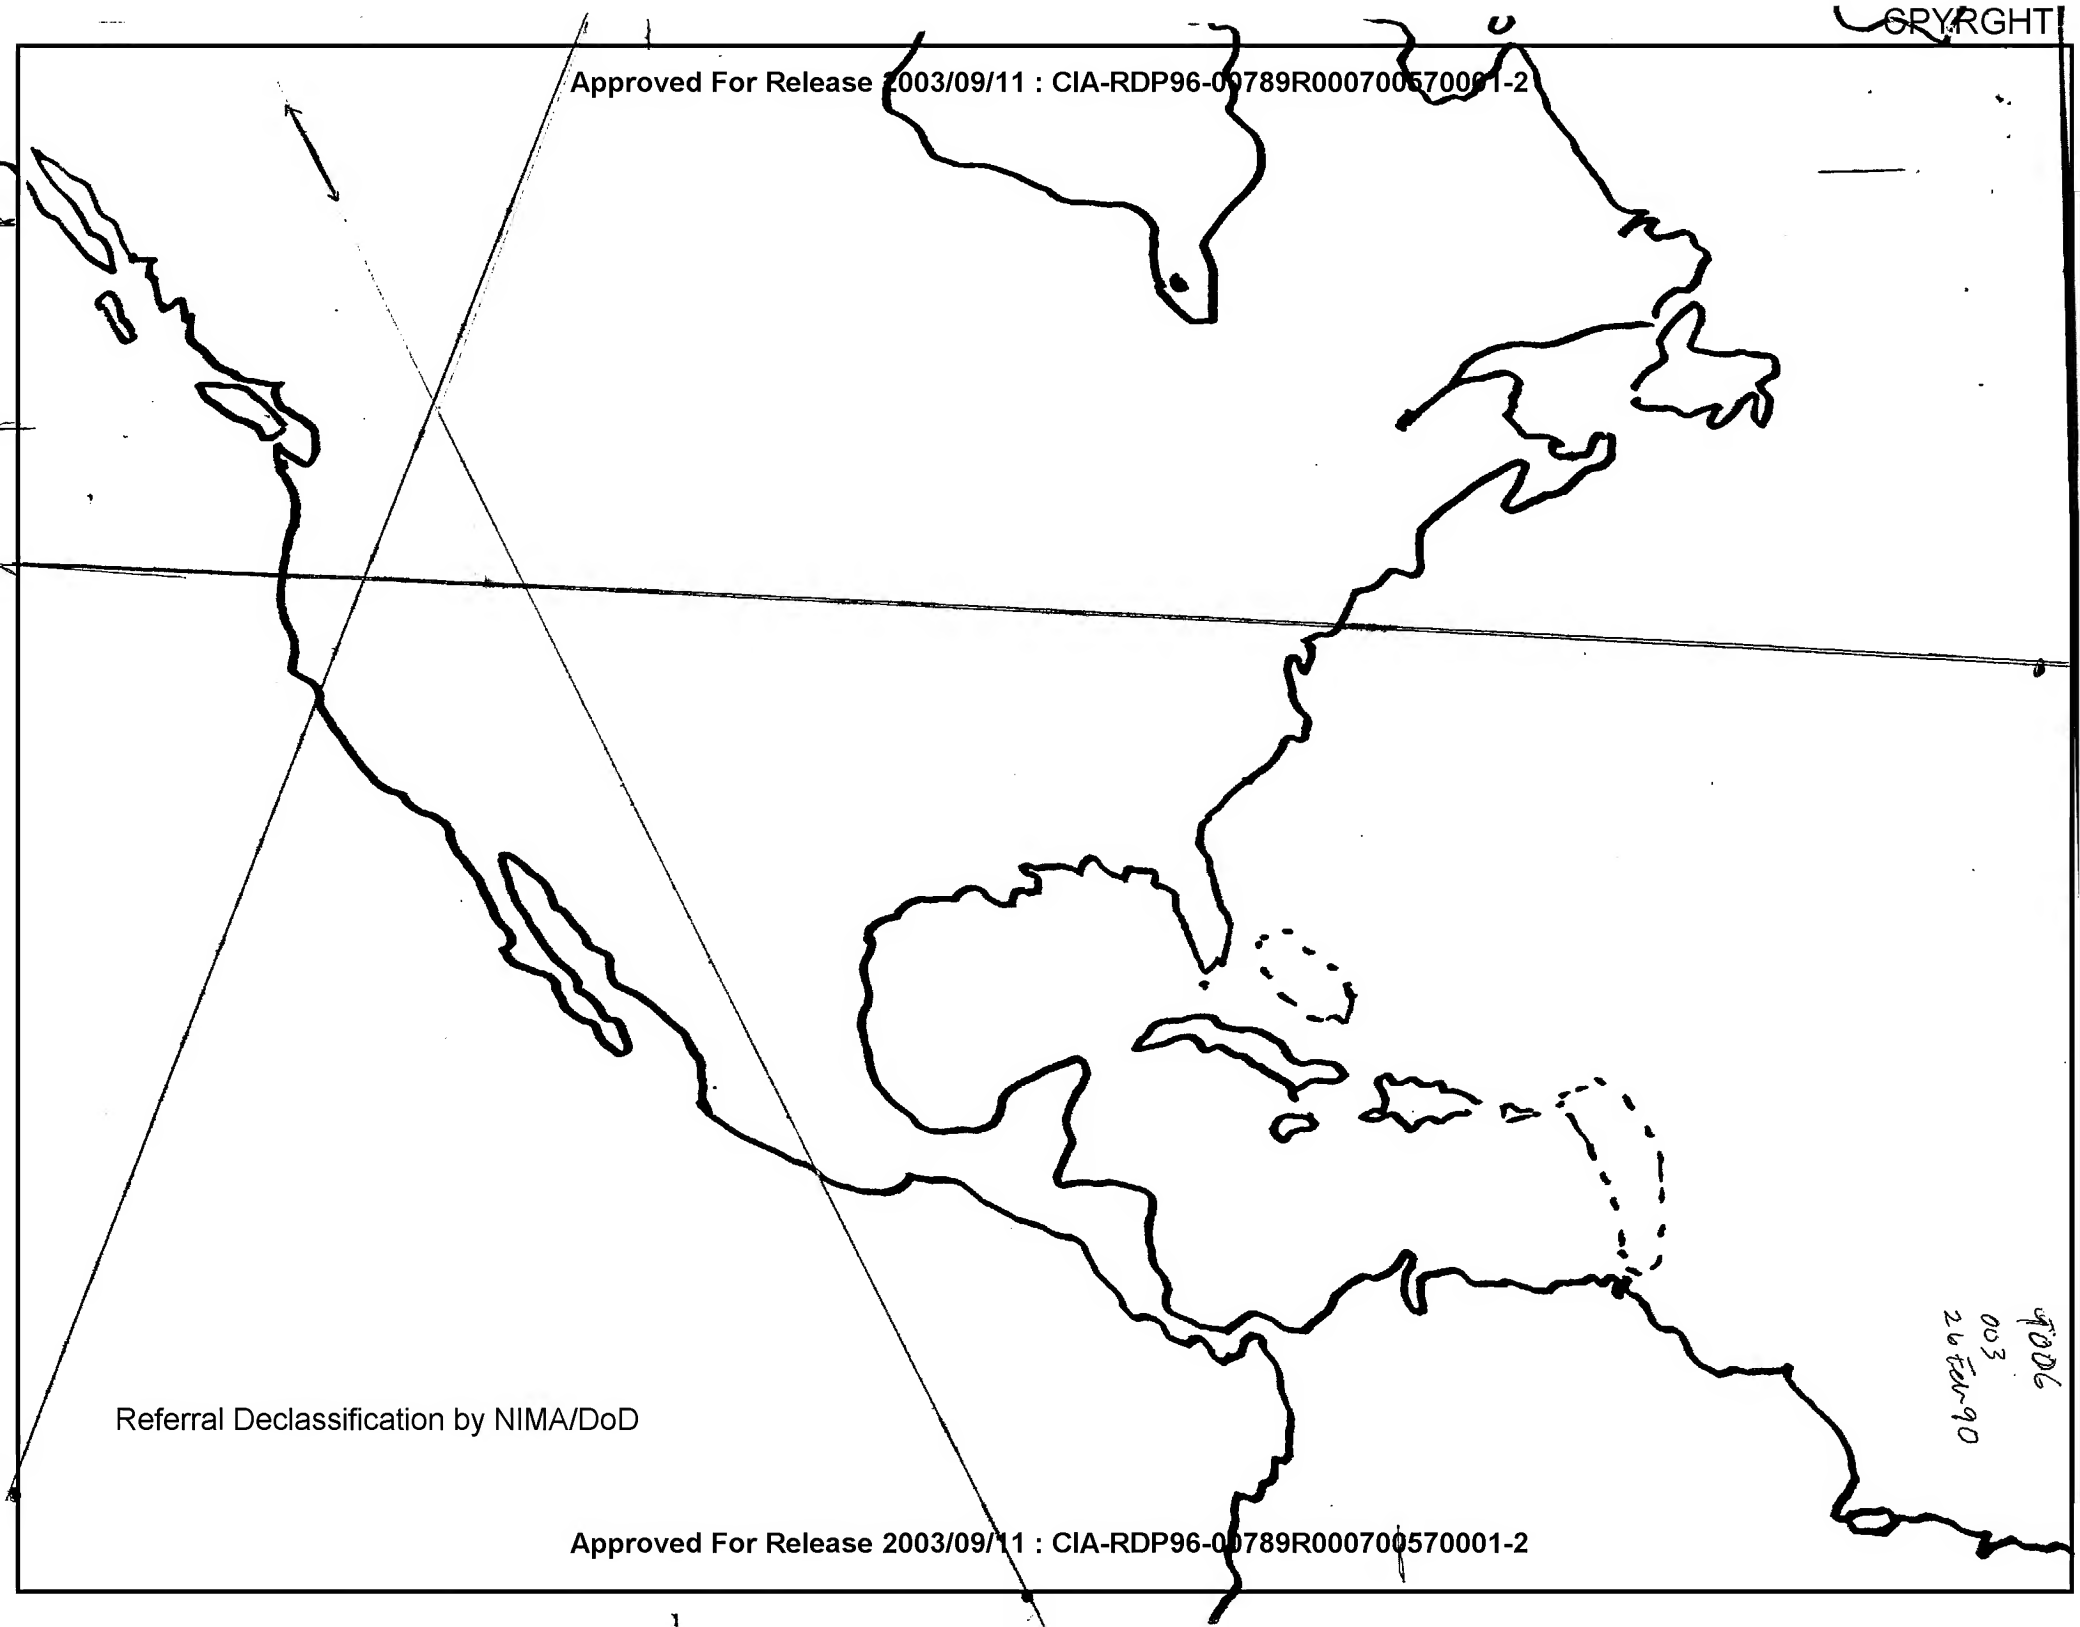 CPYRGHT
Approved For Release 2003/09/11 : CIA-RDP96-00789R000700570001-2
9006
003
26 Feb 90
Referral Declassification by NIMA/DoD
Approved For Release 2003/09/11 : CIA-RDP96-00789R000700570001-2